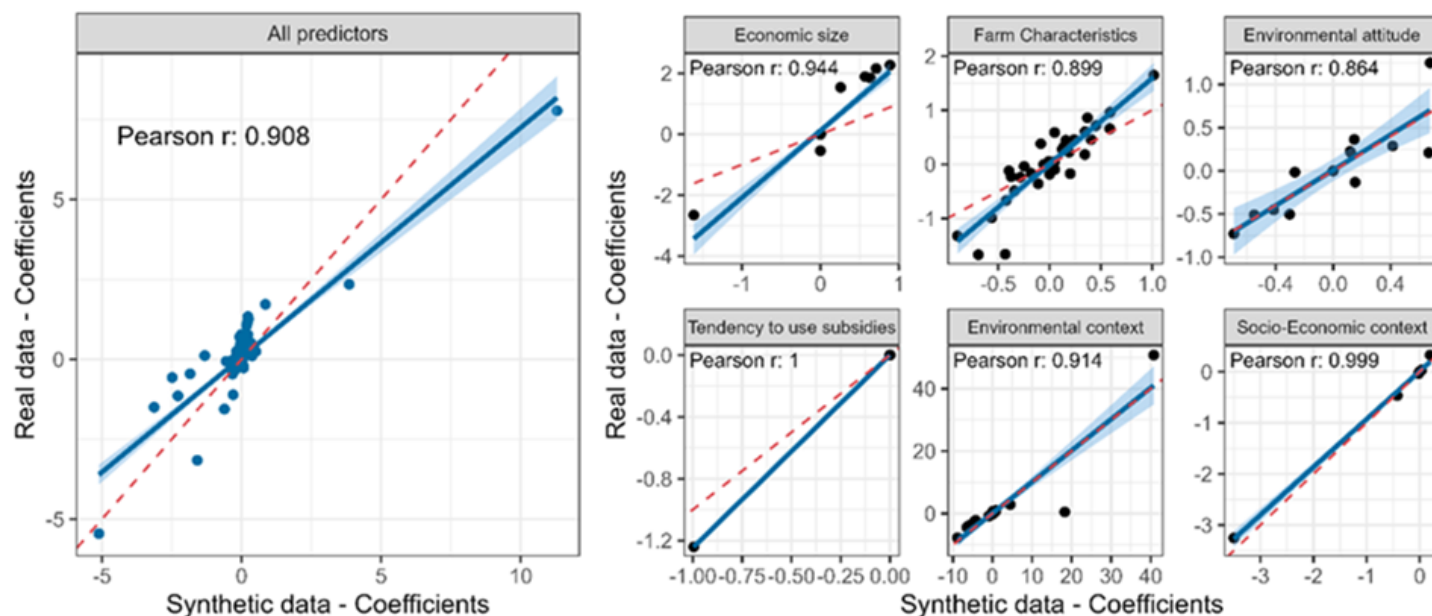 All predictors
Pearson r: 0.908
5
0
-5
-5 0 5 10
Real data - Coefficients
Synthetic data - Coefficients
Economic size
Pearson r: 0.944
2
0
-2
-4
-1 0 1
Farm Characteristics
Pearson r: 0.899
2
1
0
-1
-0.5 0.0 0.5 1.0
Environmental attitude
Pearson r: 0.864
1.0
0.5
0.0
-0.5
-1.0
-0.4 0.0 0.4
Tendency to use subsidies
Pearson r: 1
0.0
-0.4
-0.8
-1.2
-1.00 -0.75 -0.50 -0.25 0.00
Environmental context
Pearson r: 0.914
40
20
0
-10 0 10 20 30 40
Socio-Economic context
Pearson r: 0.999
0
-1
-2
-3
-3 -2 -1 0
Real data - Coefficients
Synthetic data - Coefficients